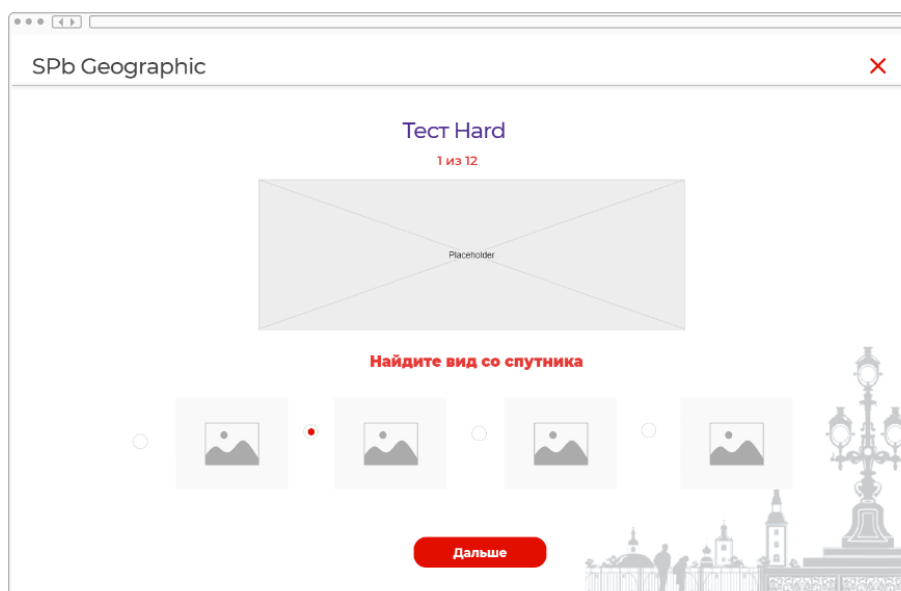 SPb Geographic
Тест Hard
1 из 12
Placeholder
Найдите вид со спутника
Дальше